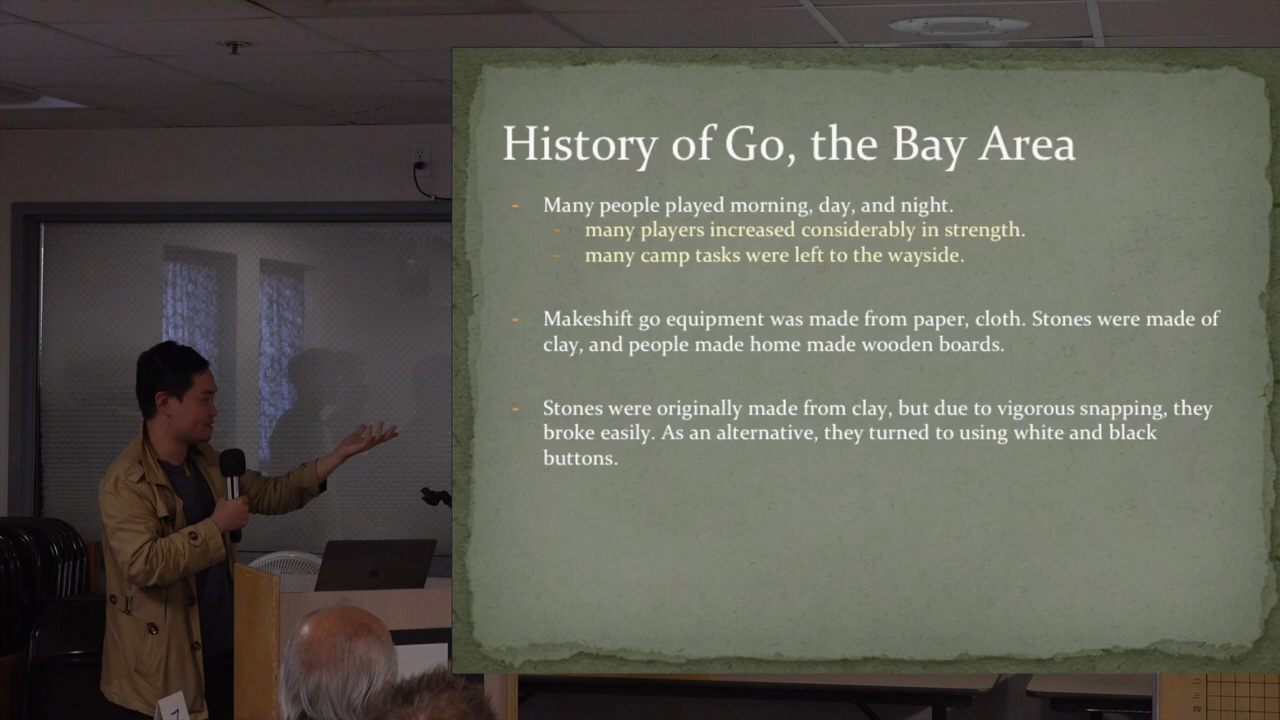 History of Go, the Bay Area
- Many people played morning, day, and night.
- many players increased considerably in strength.
- many camp tasks were left to the wayside.
- Makeshift go equipment was made from paper, cloth. Stones were made of
clay, and people made home made wooden boards.
- Stones were originally made from clay, but due to vigorous snapping, they
broke easily. As an alternative, they turned to using white and black
buttons.